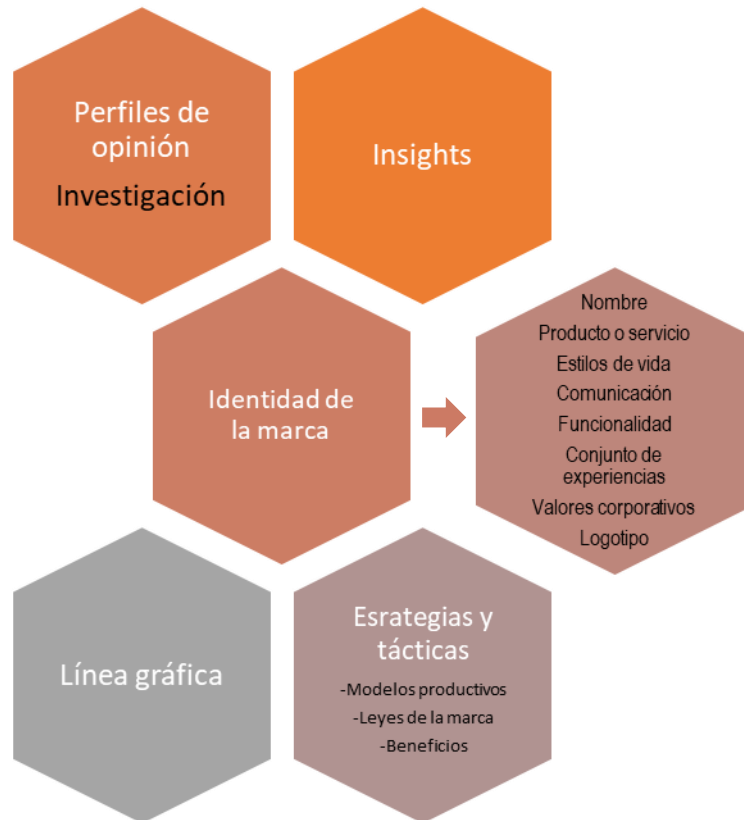 Perfiles de
opinión
Investigación
Insights
Identidad de
la marca
Nombre
Producto o servicio
Estilos de vida
Comunicación
Funcionalidad
Conjunto de
experiencias
Valores corporativos
Logotipo
Línea gráfica
Esrategias y
tácticas
-Modelos productivos
-Leyes de la marca
-Beneficios